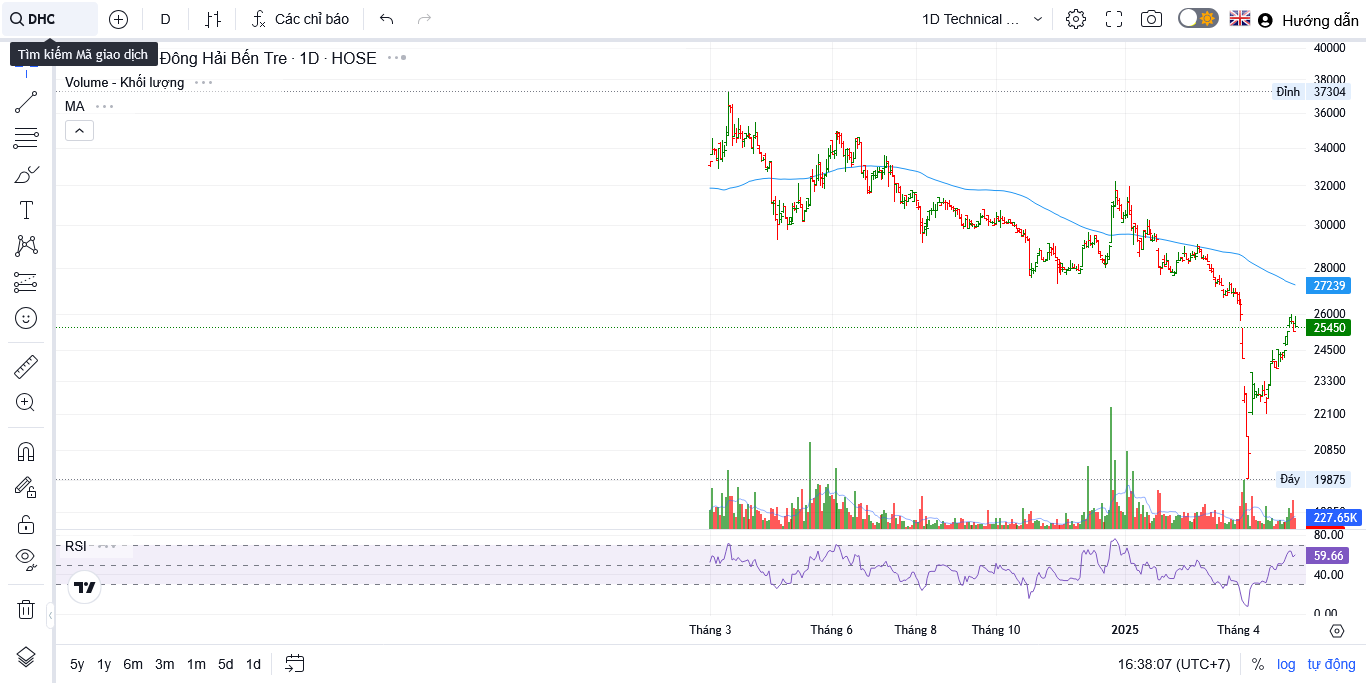 DHC
D
Các chỉ báo
1D Technical ...
Hướng dẫn
Tìm kiếm Mã giao dịch
Đông Hải Bến Tre · 1D · HOSE
Volume - Khối lượng
MA
40000
38000
Đỉnh 37304
36000
34000
32000
30000
28000
27239
26000
25450
24500
23300
22100
20850
Đáy 19875
227.65K
RSI
80.00
59.66
40.00
0.00
Tháng 3
Tháng 6
Tháng 8
Tháng 10
2025
Tháng 4
5y 1y 6m 3m 1m 5d 1d
16:38:07 (UTC+7)
%
log
tự động